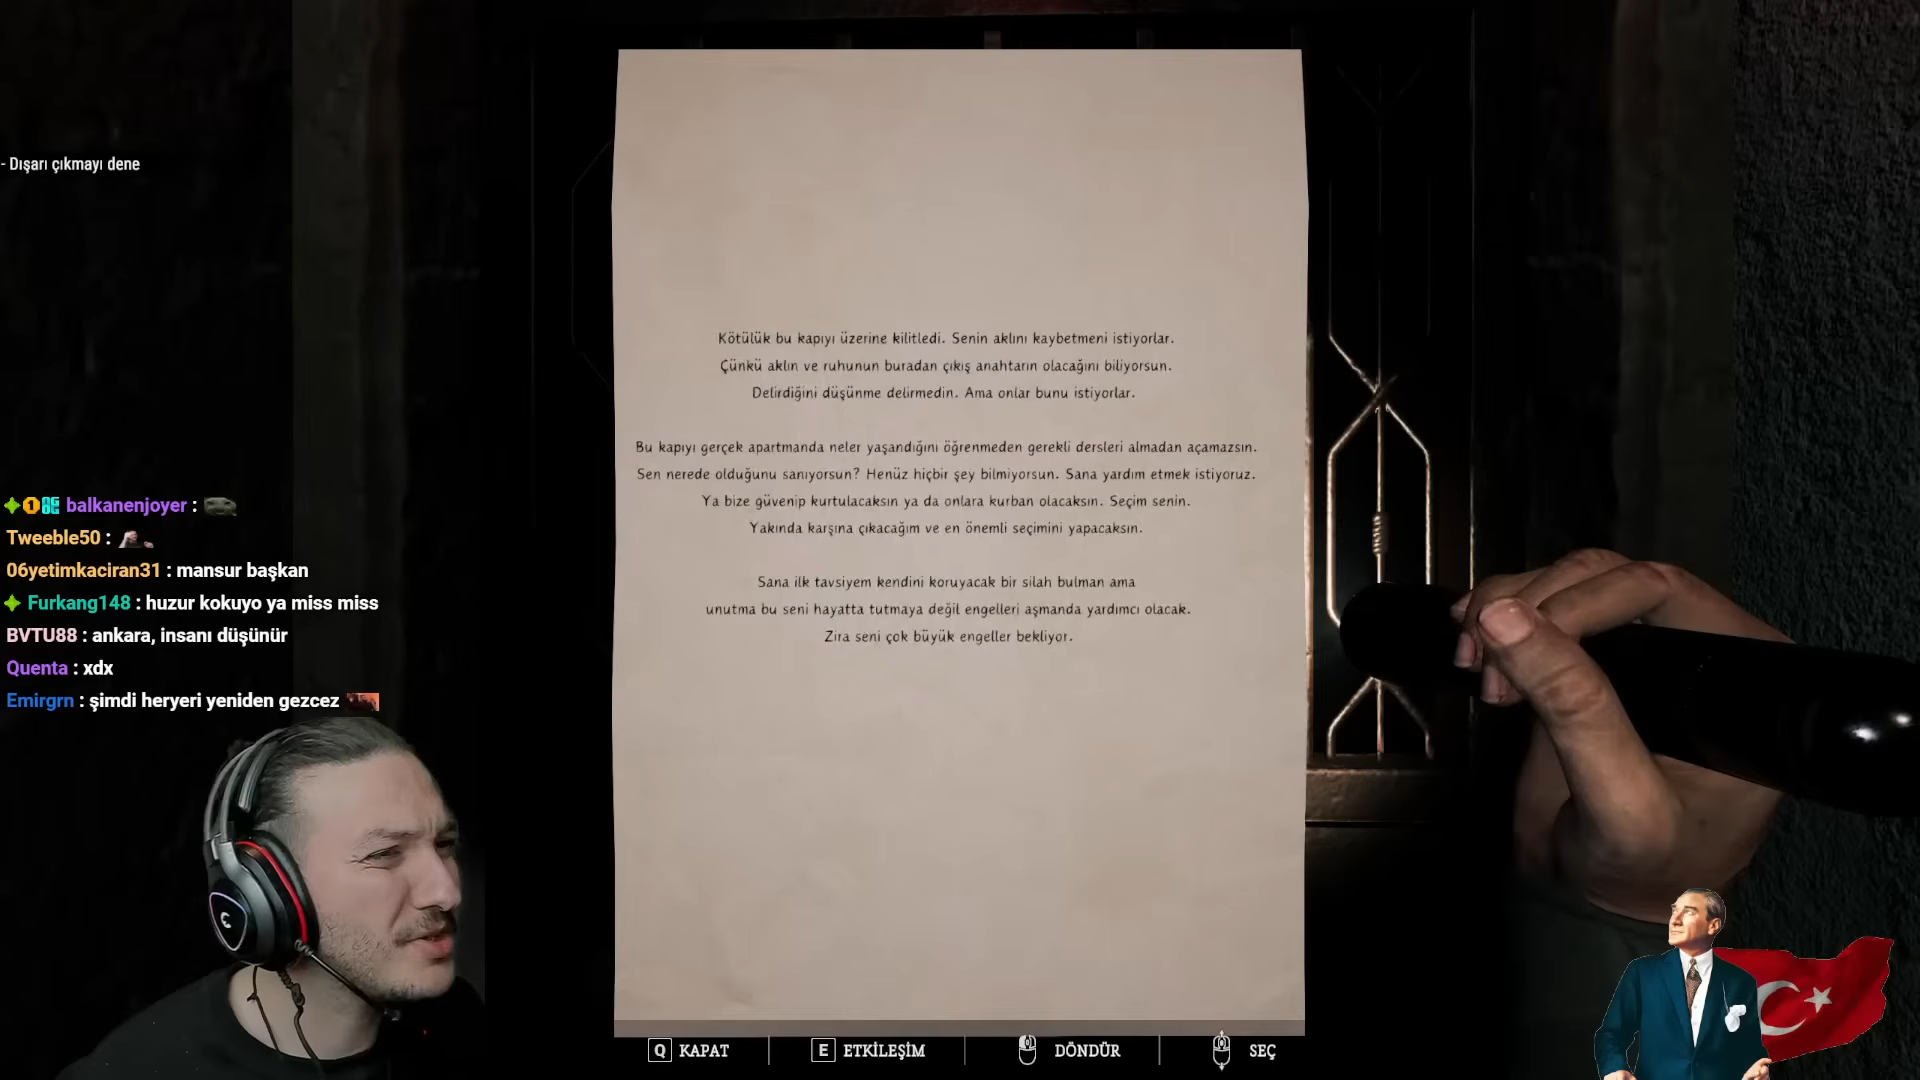 - Dışarı çıkmayı dene
Kötülük bu kapıyı üzerine kilitledi. Senin aklını kaybetmeni istiyorlar.
Çünkü aklın ve ruhunun buradan çıkış anahtarın olacağını biliyorsun.
Delirdiğini düşünme delirmedin. Ama onlar bunu istiyorlar.
Bu kapıyı gerçek apartmanda neler yaşandığını öğrenmeden gerekli dersleri almadan açamazsın.
Sen nerede olduğunu sanıyorsun? Henüz hiçbir şey bilmiyorsun. Sana yardım etmek istiyoruz.
Ya bize güvenip kurtulacaksın ya da onlara kurban olacaksın. Seçim senin.
Yakında karşına çıkacağım ve en önemli seçimini yapacaksın.
Sana ilk tavsiyem kendini koruyacak bir silah bulman ama
unutma bu seni hayatta tutmaya değil engelleri aşmanda yardımcı olacak.
Zira seni çok büyük engeller bekliyor.
balkanenjoyer :
Tweeble50 :
06yetimkaciran31 : mansur başkan
Furkang148 : huzur kokuyo ya miss miss
BVTU88 : ankara, insanı düşünür
Quenta : xdx
Emirgrn : şimdi heryeri yeniden gezcez
Q KAPAT
E ETKİLEŞİM
DÖNDÜR
SEÇ